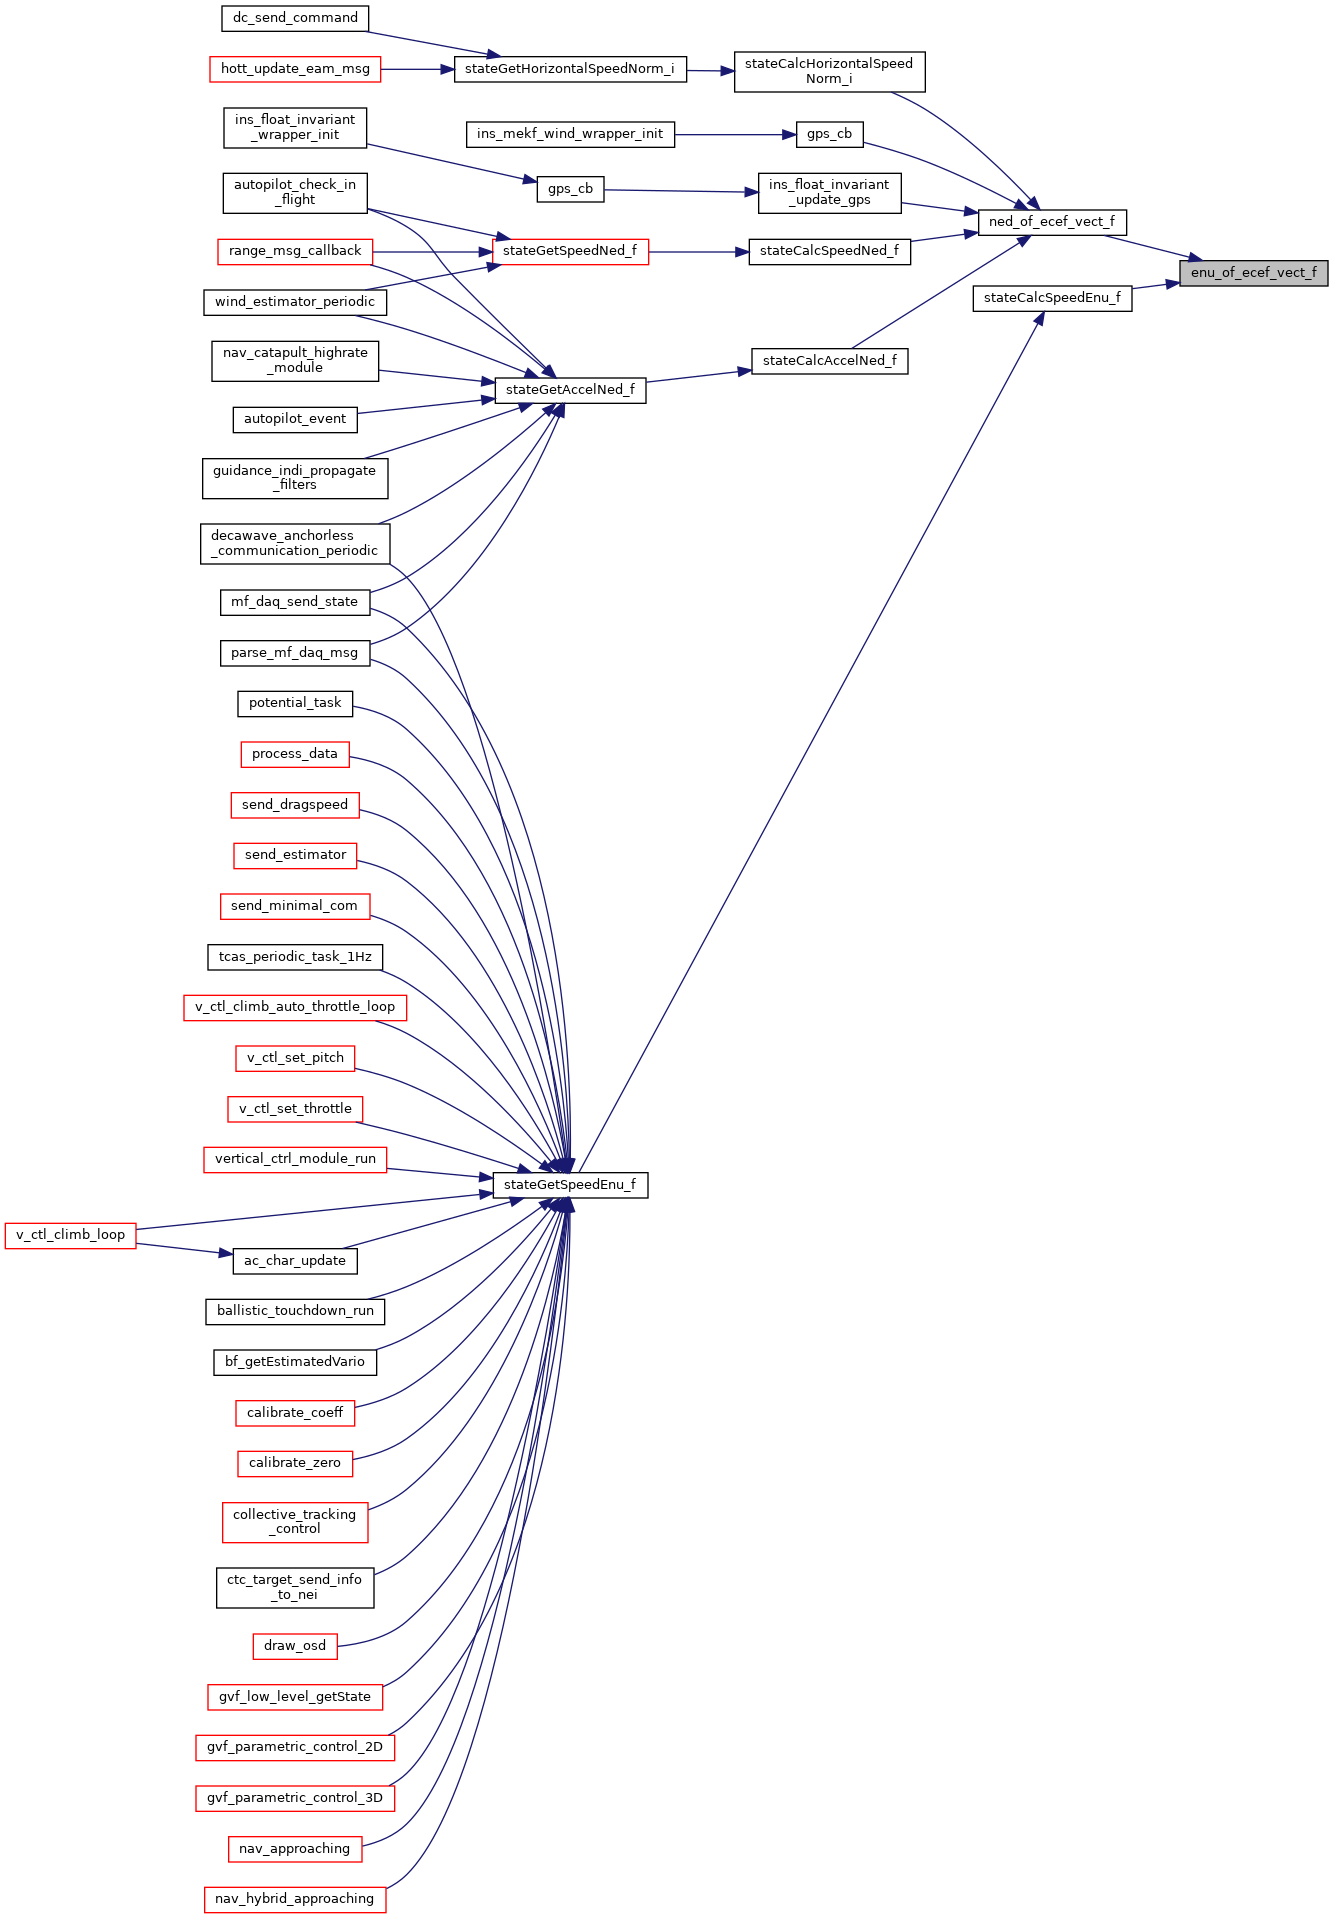 dc_send_command
hott_update_eam_msg
stateGetHorizontalSpeedNorm_i
stateCalcHorizontalSpeed
Norm_i
ins_float_invariant
_wrapper_init
ins_mekf_wind_wrapper_init
gps_cb
autopilot_check_in
_flight
gps_cb
ins_float_invariant
_update_gps
ned_of_ecef_vect_f
range_msg_callback
stateGetSpeedNed_f
stateCalcSpeedNed_f
enu_of_ecef_vect_f
wind_estimator_periodic
stateCalcSpeedEnu_f
nav_catapult_highrate
_module
stateCalcAccelNed_f
stateGetAccelNed_f
autopilot_event
guidance_indi_propagate
_filters
decawave_anchorless
_communication_periodic
mf_daq_send_state
parse_mf_daq_msg
potential_task
process_data
send_dragspeed
send_estimator
send_minimal_com
tcas_periodic_task_1Hz
v_ctl_climb_auto_throttle_loop
v_ctl_set_pitch
v_ctl_set_throttle
vertical_ctrl_module_run
stateGetSpeedEnu_f
v_ctl_climb_loop
ac_char_update
ballistic_touchdown_run
bf_getEstimatedVario
calibrate_coeff
calibrate_zero
collective_tracking
_control
ctc_target_send_info
_to_nei
draw_osd
gvf_low_level_getState
gvf_parametric_control_2D
gvf_parametric_control_3D
nav_approaching
nav_hybrid_approaching